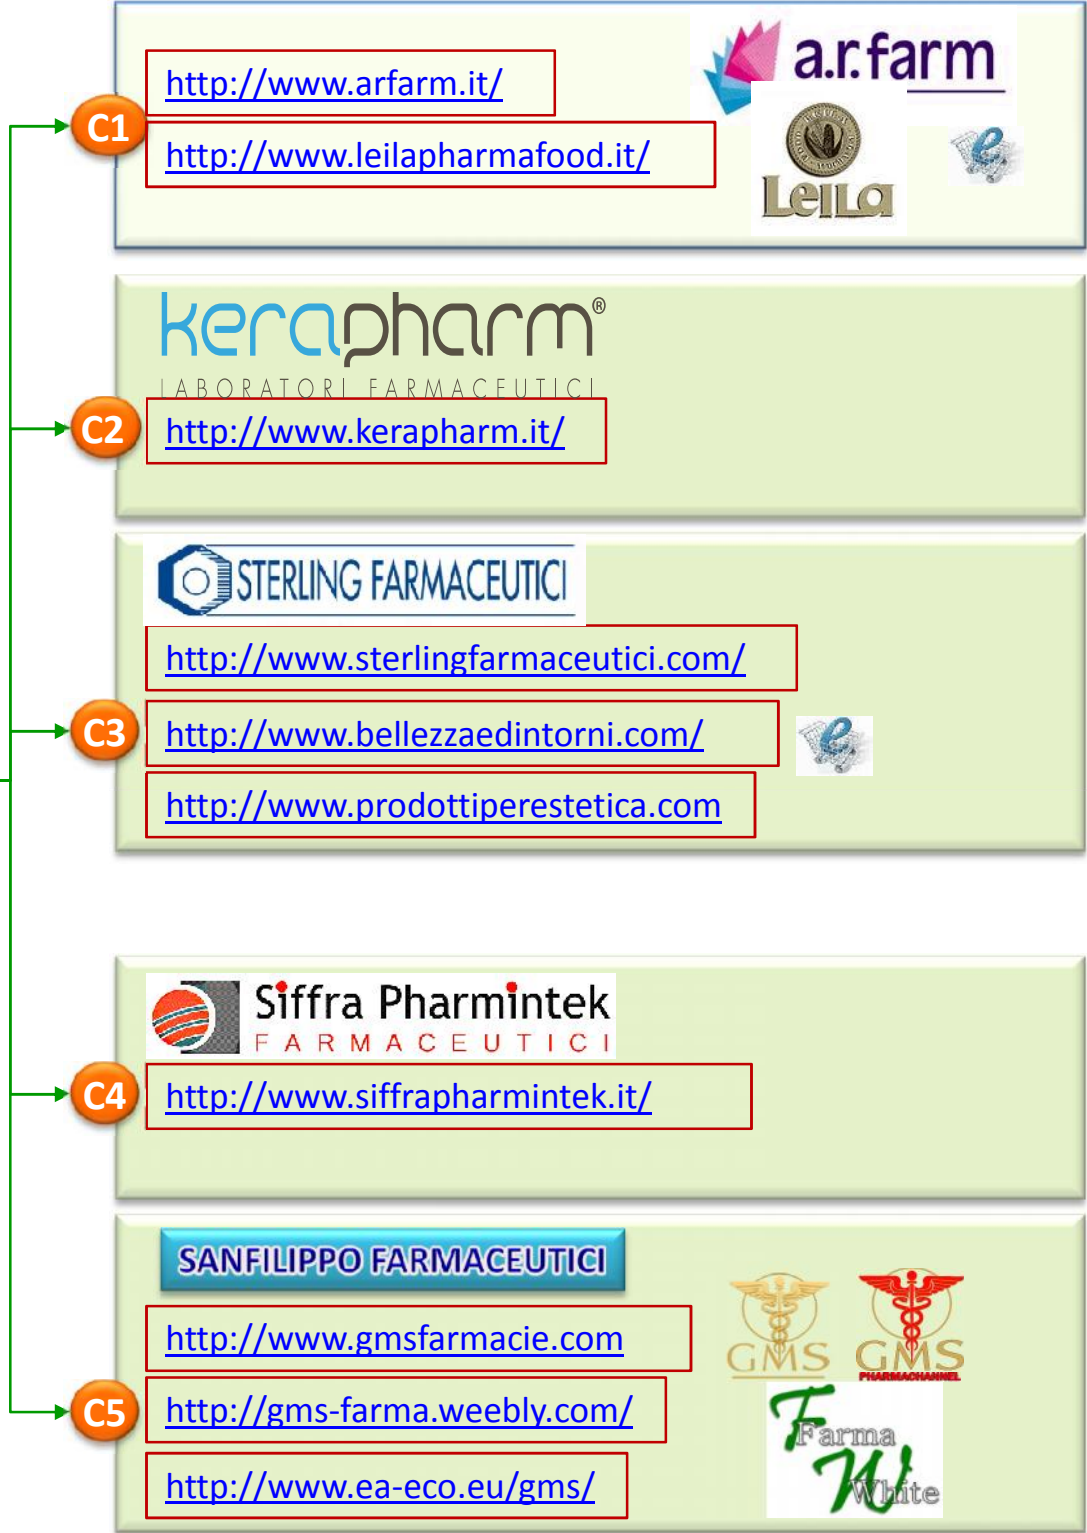 a.r.farm
http://www.arfarm.it/
C1
http://www.leilapharmafood.it/
Leila
kerapharm®
LABORATORI FARMACEUTICI
C2
http://www.kerapharm.it/
STERLING FARMACEUTICI
http://www.sterlingfarmaceutici.com/
C3
http://www.bellezzaedintorni.com/
http://www.prodottiperestetica.com
Siffra Pharmintek
FARMACEUTICI
C4
http://www.siffrapharmintek.it/
SANFILIPPO FARMACEUTICI
http://www.gmsfarmacie.com
GMS
GMS
PHARMACHANNEL
C5
http://gms-farma.weebly.com/
Farma
White
http://www.ea-eco.eu/gms/